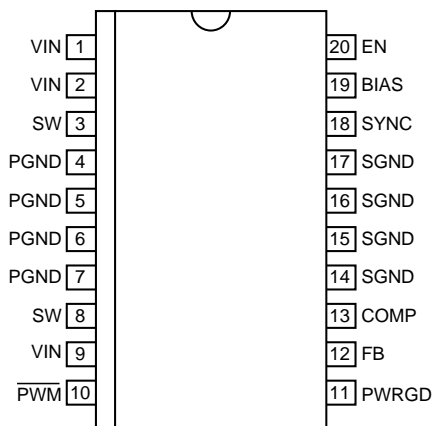 VIN 1 20 EN
VIN 2 19 BIAS
SW 3 18 SYNC
PGND 4 17 SGND
PGND 5 16 SGND
PGND 6 15 SGND
PGND 7 14 SGND
SW 8 13 COMP
VIN 9 12 FB
P̅W̅M̅ 10 11 PWRGD